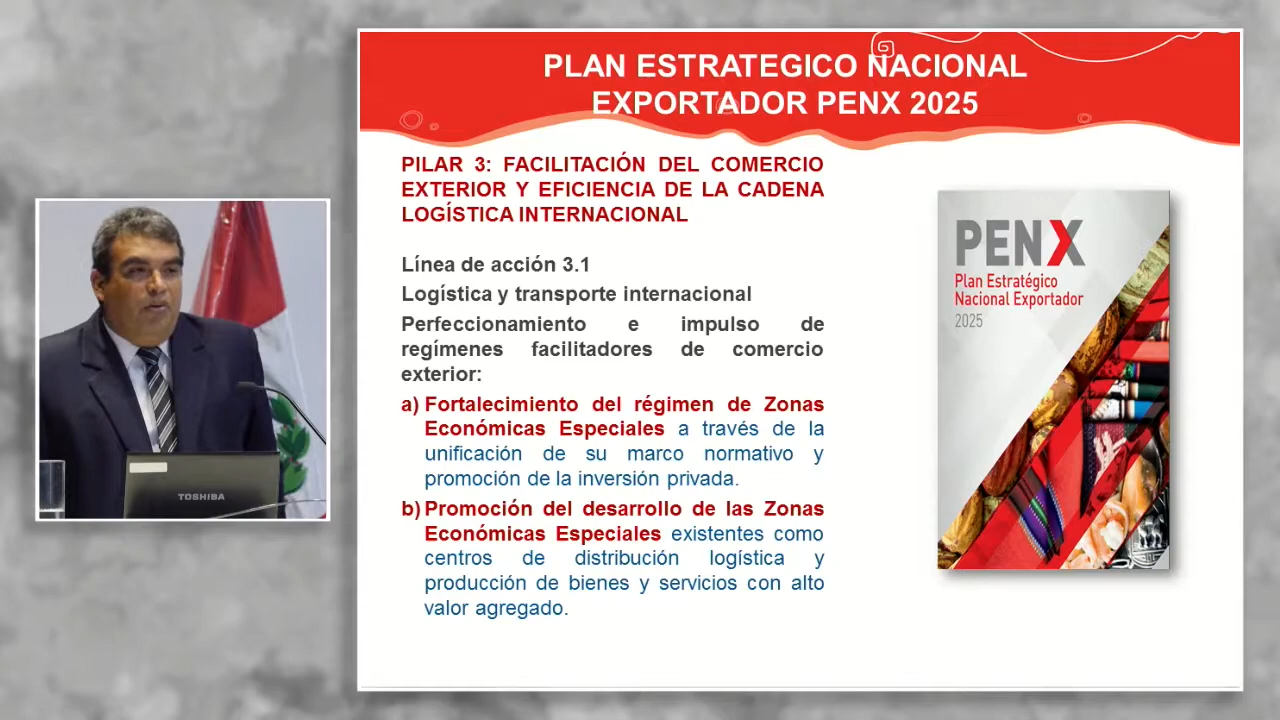 PLAN ESTRATEGICO NACIONAL
EXPORTADOR PENX 2025
PILAR 3: FACILITACIÓN DEL COMERCIO
EXTERIOR Y EFICIENCIA DE LA CADENA
LOGÍSTICA INTERNACIONAL
Línea de acción 3.1
Logística y transporte internacional
Perfeccionamiento e impulso de
regímenes facilitadores de comercio
exterior:
a) Fortalecimiento del régimen de Zonas
Económicas Especiales a través de la
unificación de su marco normativo y
promoción de la inversión privada.
b) Promoción del desarrollo de las Zonas
Económicas Especiales existentes como
centros de distribución logística y
producción de bienes y servicios con alto
valor agregado.
PENX
Plan Estratégico
Nacional Exportador
2025
TOSHIBA